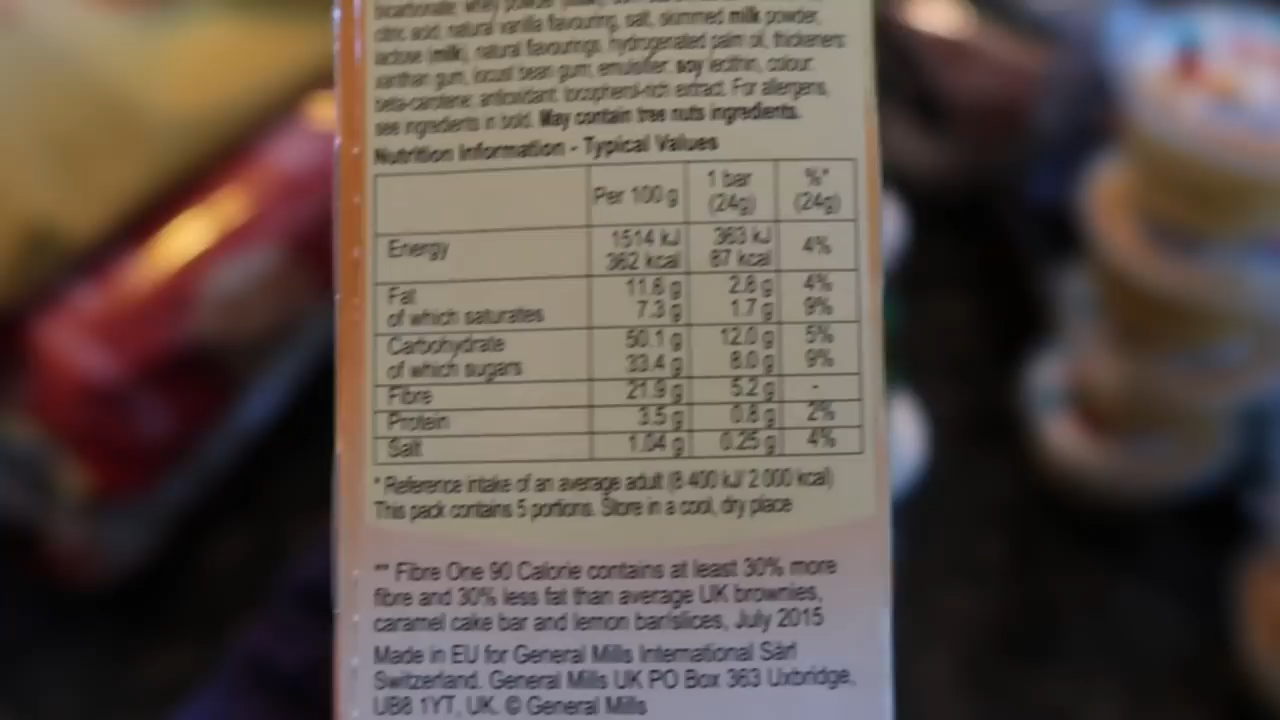 bicarbonate, whey powder (milk),
citric acid, natural vanilla flavouring, salt, skimmed milk powder,
lactose (milk), natural flavourings, hydrogenated palm oil, thickeners:
xanthan gum, locust bean gum; emulsifier: soy lecithin, colour:
beta-carotene; antioxidant: tocopherol-rich extract. For allergens,
see ingredients in bold. May contain tree nuts ingredients.
Nutrition Information - Typical Values
Per 100 g 1 bar (24g) %* (24g)
Energy 1514 kJ 363 kJ 4%
362 kcal 87 kcal
Fat 11.6 g 2.8 g 4%
of which saturates 7.3 g 1.7 g 9%
Carbohydrate 50.1 g 12.0 g 5%
of which sugars 33.4 g 8.0 g 9%
Fibre 21.9 g 5.2 g -
Protein 3.5 g 0.8 g 2%
Salt 1.04 g 0.25 g 4%
* Reference intake of an average adult (8 400 kJ/ 2 000 kcal)
This pack contains 5 portions. Store in a cool, dry place
** Fibre One 90 Calorie contains at least 30% more
fibre and 30% less fat than average UK brownies,
caramel cake bar and lemon bar/slices, July 2015
Made in EU for General Mills International Sàrl
Switzerland. General Mills UK PO Box 363 Uxbridge,
UB8 1YT, UK. © General Mills